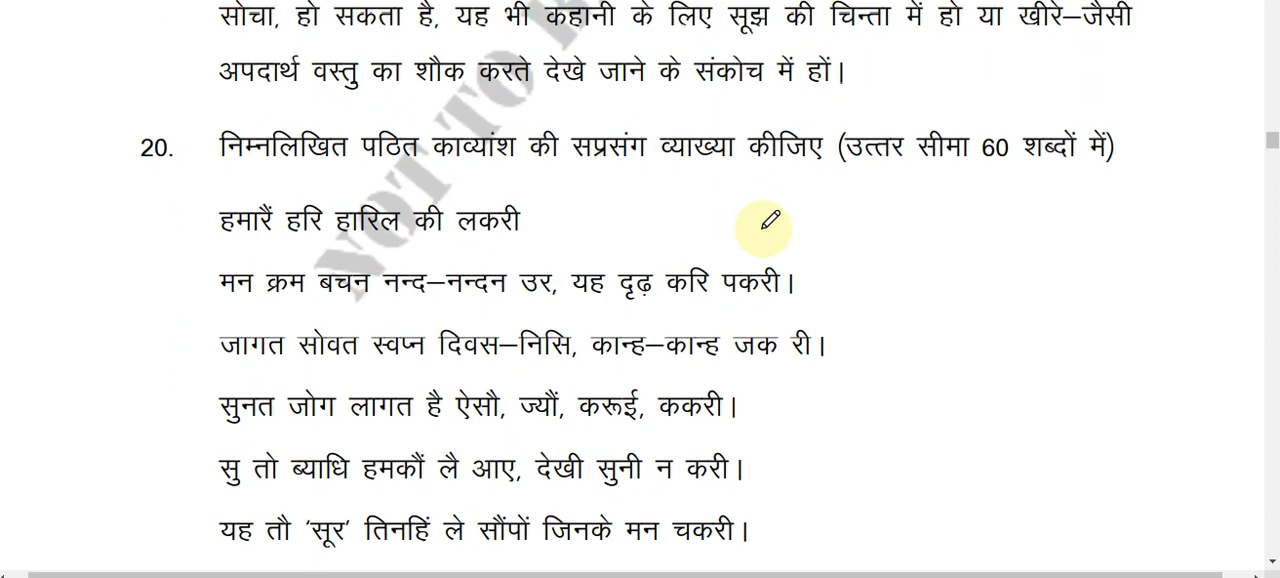 सोचा, हो सकता है, यह भी कहानी के लिए सूझ की चिन्ता में हो या खीरे–जैसी
अपदार्थ वस्तु का शौक करते देखे जाने के संकोच में हों।
20. निम्नलिखित पठित काव्यांश की सप्रसंग व्याख्या कीजिए (उत्तर सीमा 60 शब्दों में)
हमारैं हरि हारिल की लकरी
मन क्रम बचन नन्द–नन्दन उर, यह दृढ़ करि पकरी।
जागत सोवत स्वप्न दिवस–निसि, कान्ह–कान्ह जक री।
सुनत जोग लागत है ऐसौ, ज्यौं, करूई, ककरी।
सु तो ब्याधि हमकौं लै आए, देखी सुनी न करी।
यह तौ ‘सूर’ तिनहिं ले सौंपों जिनके मन चकरी।
NOT TO B